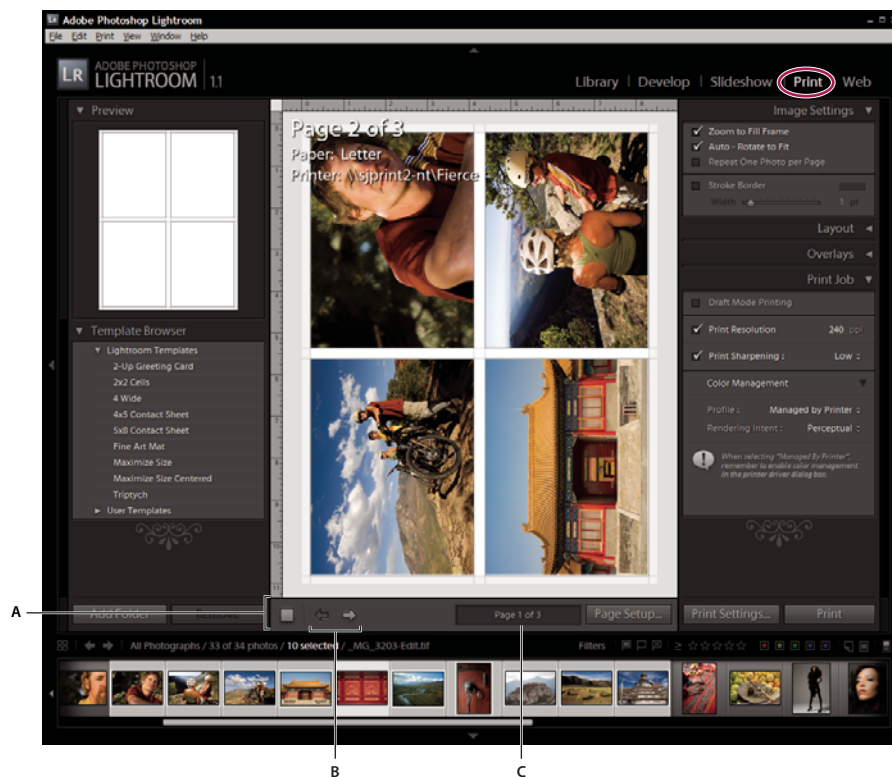 LR Adobe Photoshop Lightroom
File Edit Print View Window Help
LR ADOBE PHOTOSHOP
LIGHTROOM 1.1
Library | Develop | Slideshow | Print | Web
Preview
Page 2 of 3
Paper: Letter
Printer: \\sjprint2-nt\Fierce
Template Browser
Lightroom Templates
2-Up Greeting Card
2x2 Cells
4 Wide
4x5 Contact Sheet
5x8 Contact Sheet
Fine Art Mat
Maximize Size
Maximize Size Centered
Triptych
User Templates
Image Settings
Zoom to Fill Frame
Auto - Rotate to Fit
Repeat One Photo per Page
Stroke Border
Width 1 pt
Layout
Overlays
Print Job
Draft Mode Printing
Print Resolution 240 ppi
Print Sharpening : Low
Color Management
Profile : Managed by Printer
Rendering Intent : Perceptual
When selecting "Managed By Printer",
remember to enable color management
in the printer driver dialog box.
A
Add Folder Remove
Page 1 of 3 Page Setup...
Print Settings... Print
All Photographs / 33 of 34 photos / 10 selected / _MG_3203-Edit.tif
Filters
B
C